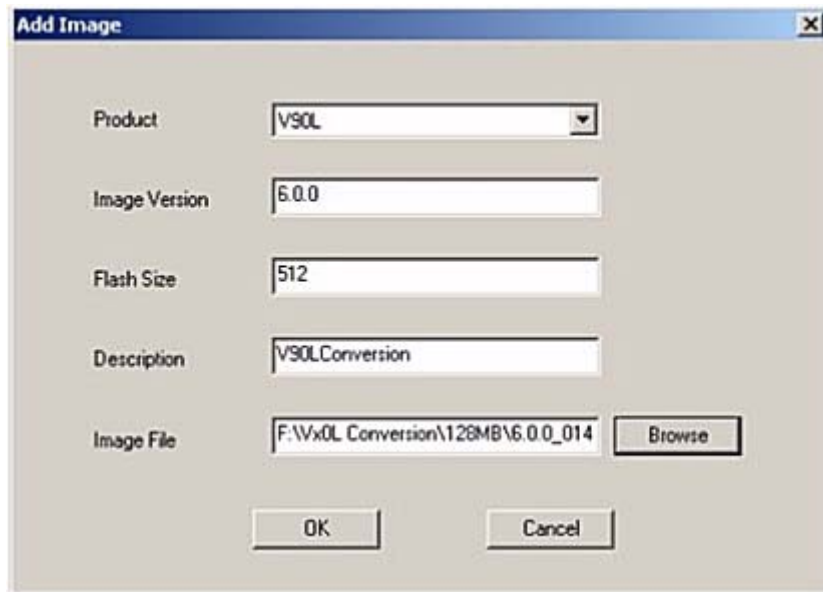 Add Image
Product V90L
Image Version 6.0.0
Flash Size 512
Description V90LConversion
Image File F:\Vx0L Conversion\128MB\6.0.0_014 Browse
OK Cancel